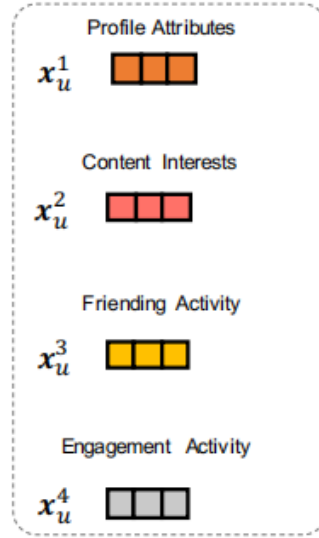 Profile Attributes
x_u^1
Content Interests
x_u^2
Friending Activity
x_u^3
Engagement Activity
x_u^4